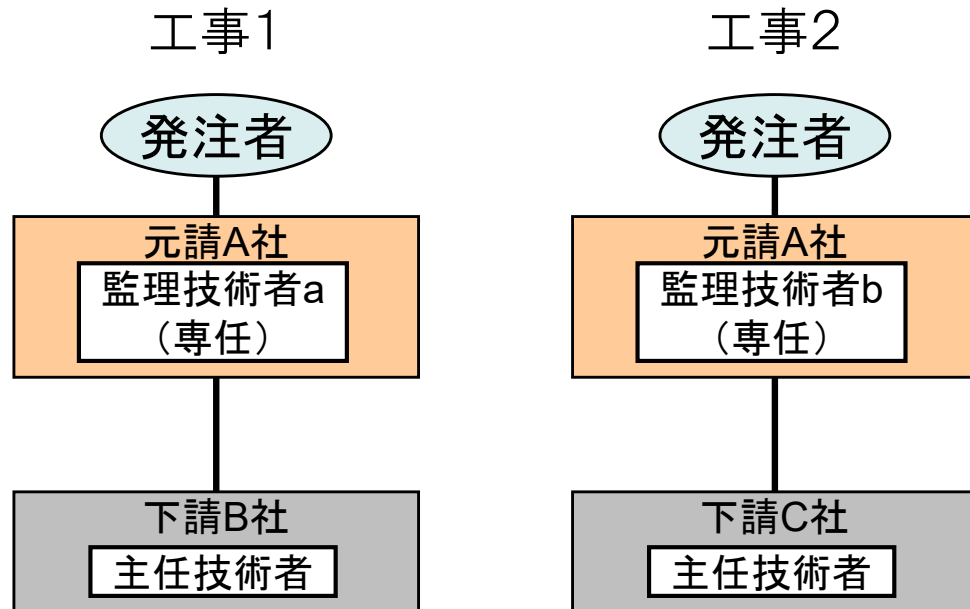 工事1
発注者
元請A社
監理技術者a
（専任）
下請B社
主任技術者
工事2
発注者
元請A社
監理技術者b
（専任）
下請C社
主任技術者